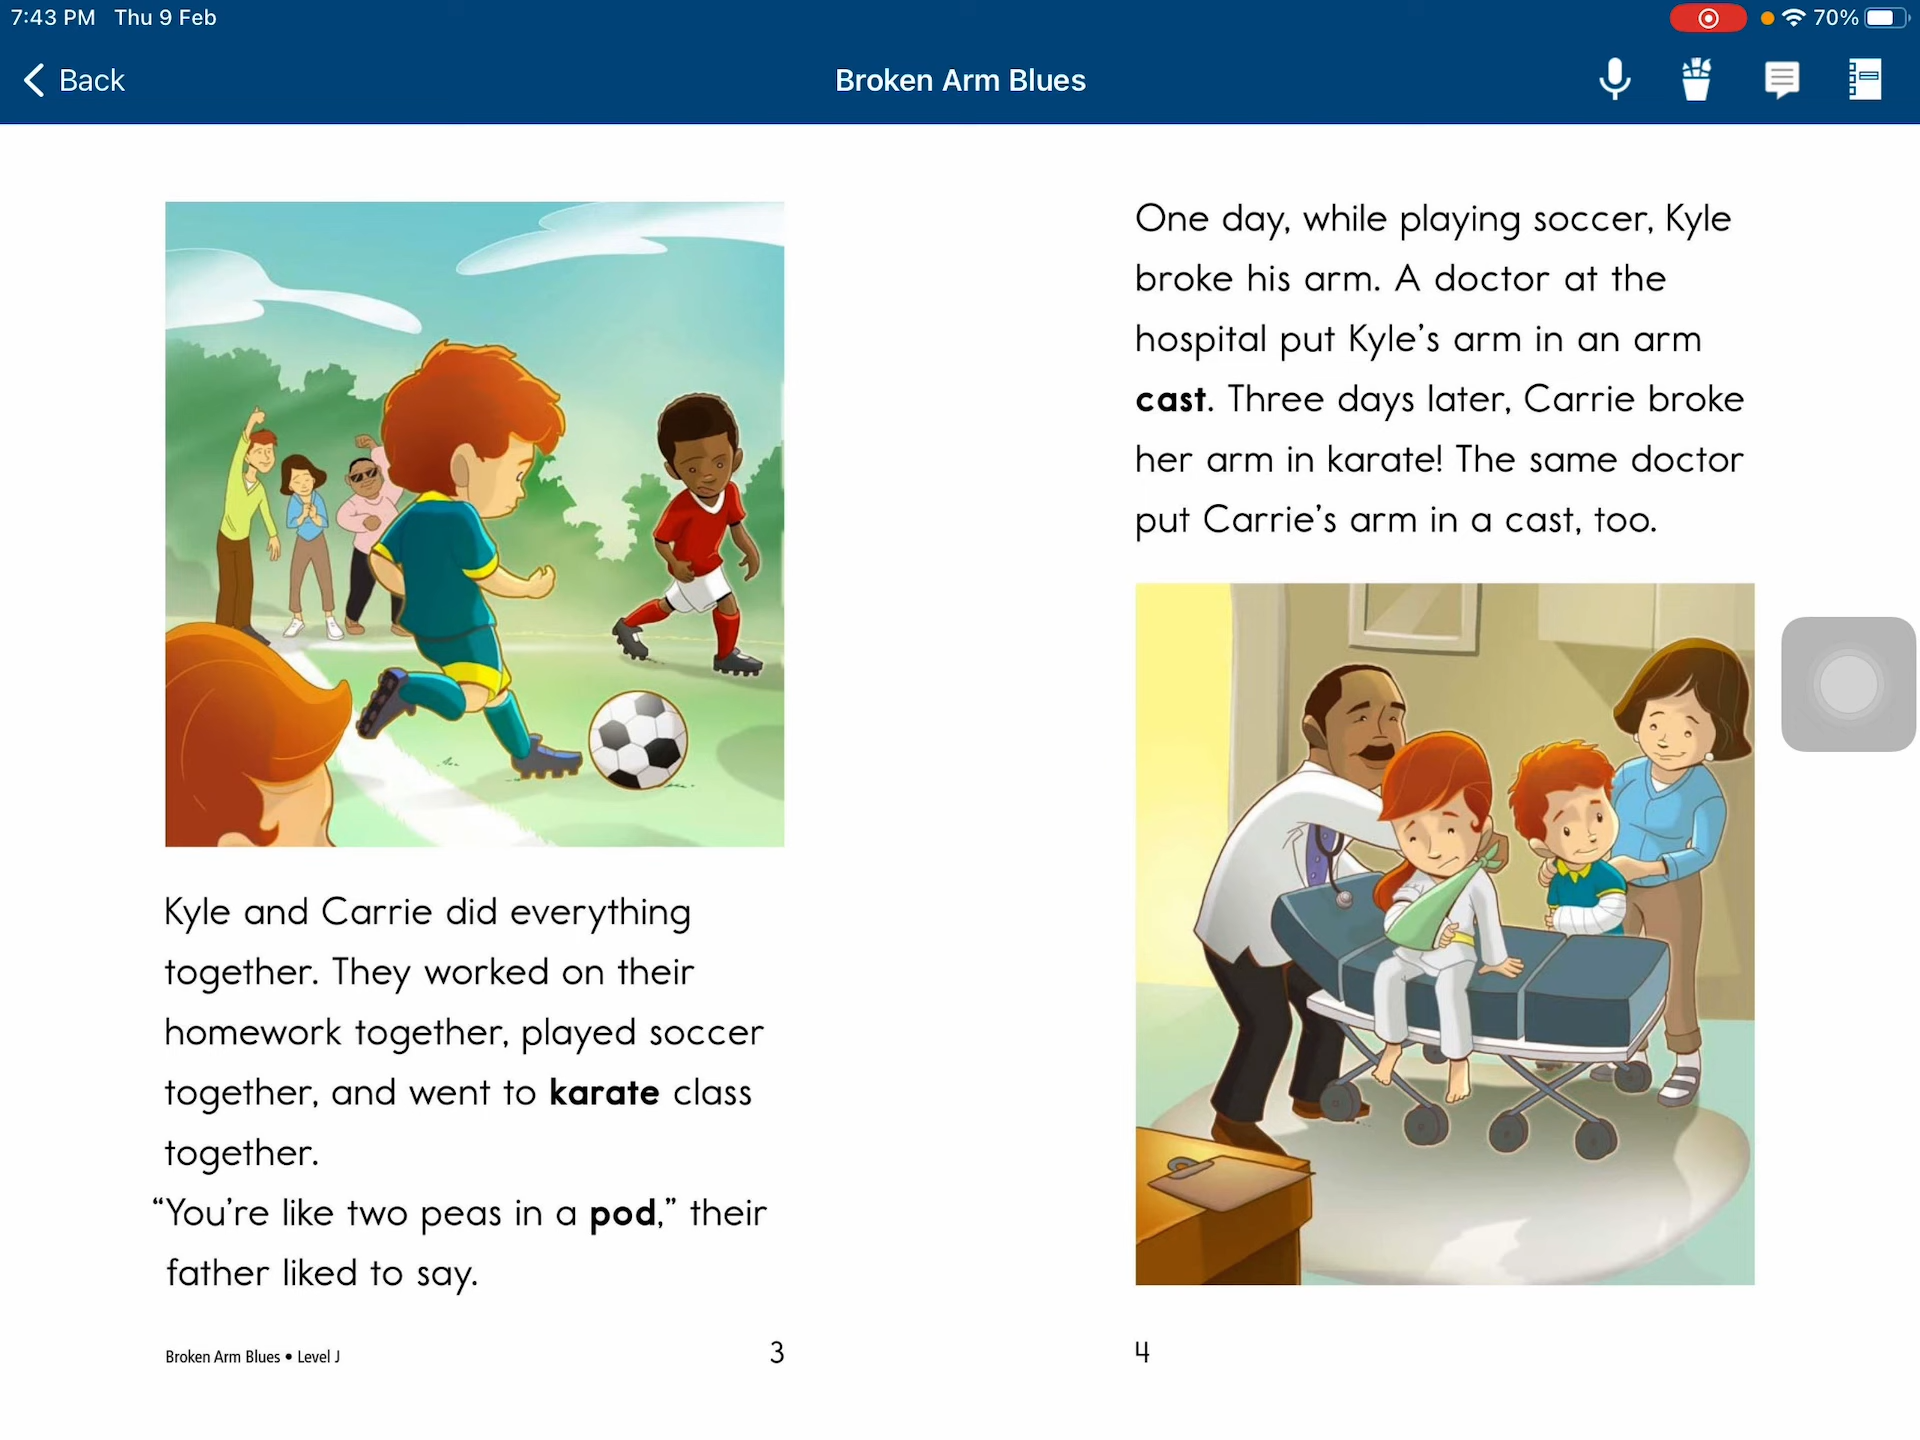 7:43 PM Thu 9 Feb
70%
Back
Broken Arm Blues
Kyle and Carrie did everything
together. They worked on their
homework together, played soccer
together, and went to karate class
together.
“You’re like two peas in a pod,” their
father liked to say.
Broken Arm Blues • Level J
3
One day, while playing soccer, Kyle
broke his arm. A doctor at the
hospital put Kyle’s arm in an arm
cast. Three days later, Carrie broke
her arm in karate! The same doctor
put Carrie’s arm in a cast, too.
4